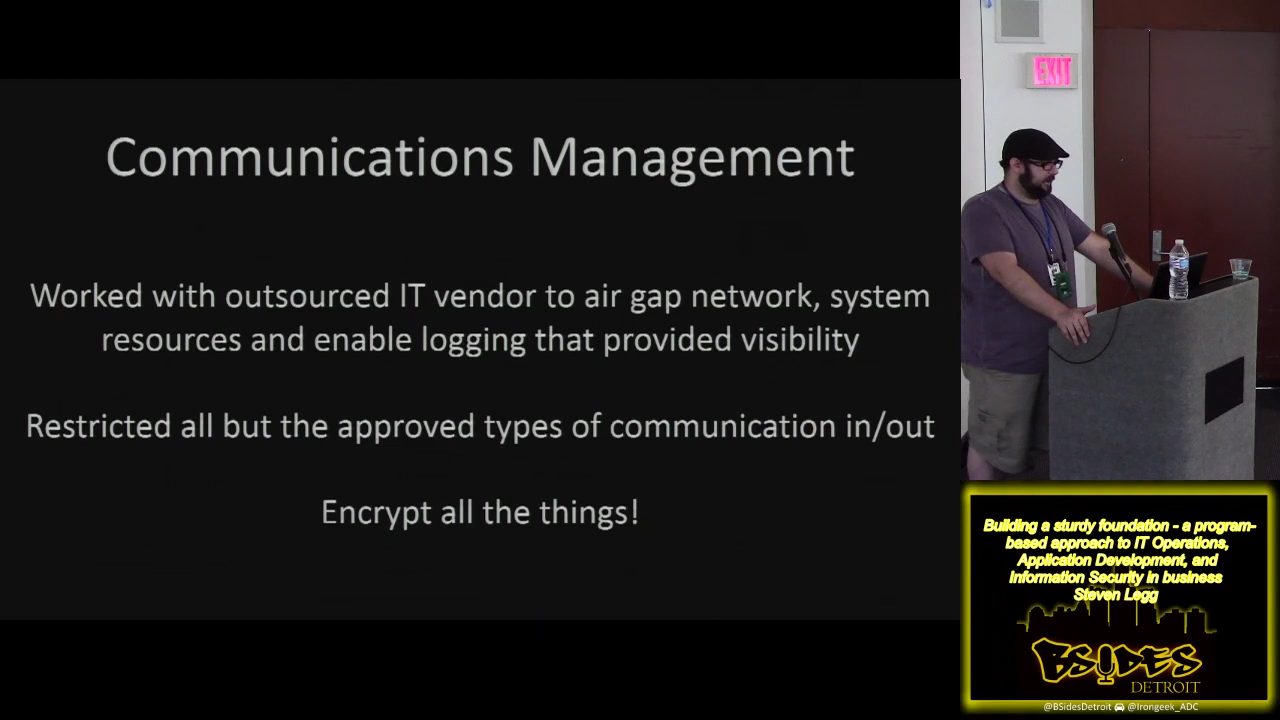 Communications Management
Worked with outsourced IT vendor to air gap network, system
resources and enable logging that provided visibility
Restricted all but the approved types of communication in/out
Encrypt all the things!
EXIT
Building a sturdy foundation - a program-
based approach to IT Operations,
Application Development, and
Information Security in business
Steven Legg
BSIDES
DETROIT
@BSidesDetroit @Irongeek_ADC